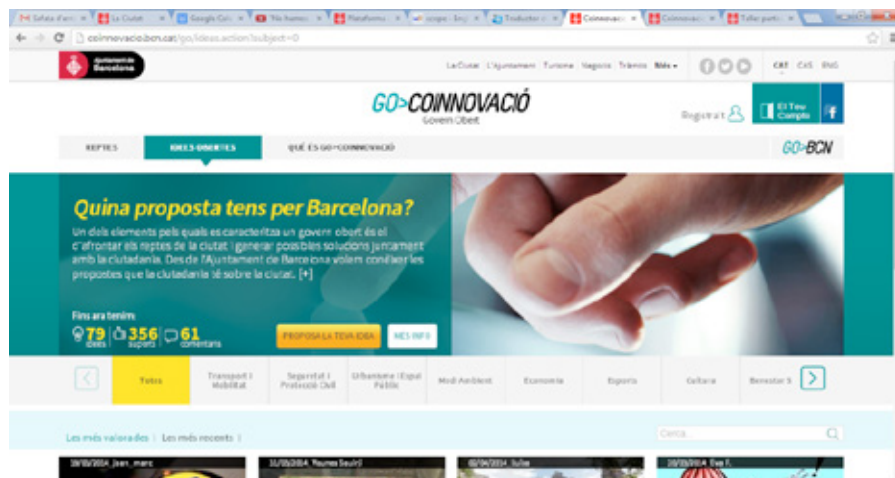 coinnovacio.bcn.cat/go/ideas.action?subject=0
Ajuntament de
Barcelona
La Ciutat L'Ajuntament Turisme Negocis Tràmits Més
CAT CAS ENG
GO>COINNOVACIÓ
Govern Obert
Registra't
El Teu
Compte
REPTES IDEES OBERTES QUÈ ÉS GO>COINNOVACIÓ
GO>BCN
Quina proposta tens per Barcelona?
Un dels elements pels quals es caracteritza un govern obert és el
d'afrontar els reptes de la ciutat i generar possibles solucions juntament
amb la ciutadania. Des de l'Ajuntament de Barcelona volem conèixer les
propostes que la ciutadania té sobre la ciutat. [+]
Fins ara tenim:
79 356 61
idees suports comentaris
PROPOSA LA TEVA IDEA MÉS INFO
Totes
Transport i
Mobilitat
Seguretat i
Protecció Civil
Urbanisme i Espai
Públic
Medi Ambient
Economia
Esports
Cultura
Benestar S
Les més valorades | Les més recents |
Cerca...